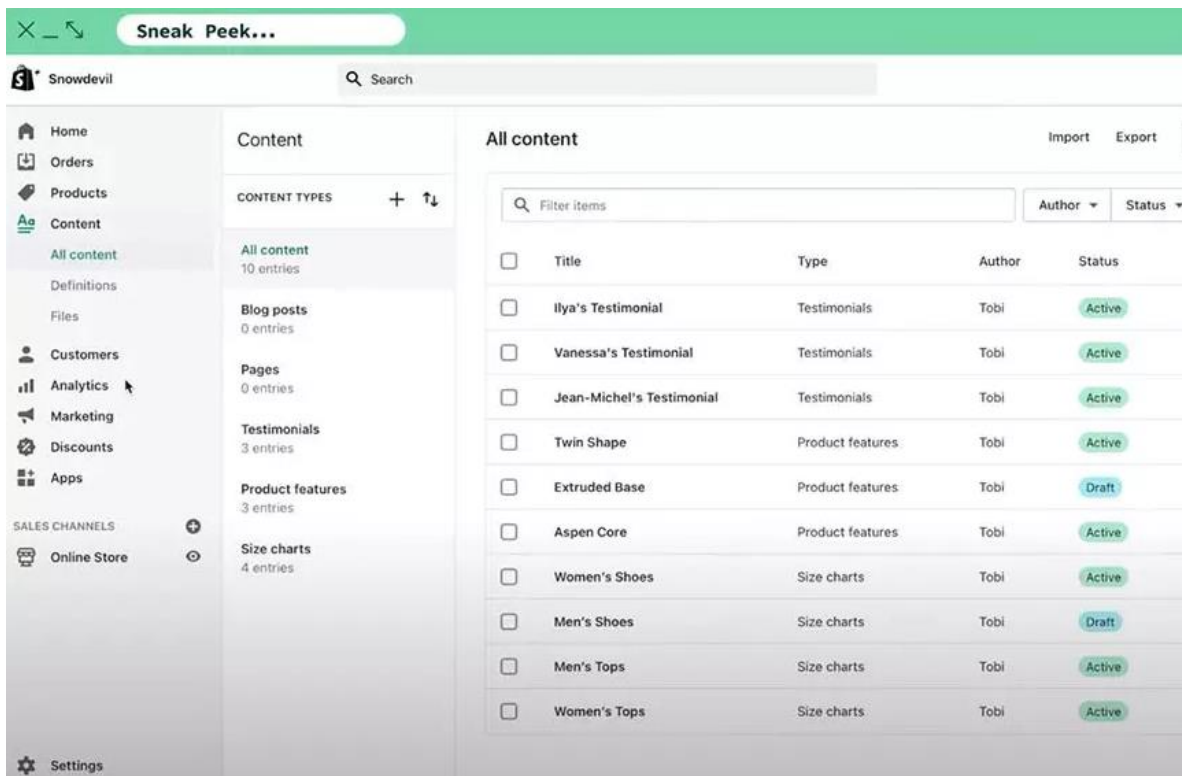 Sneak Peek...
Snowdevil
Search
Home
Orders
Products
Content
All content
Definitions
Files
Customers
Analytics
Marketing
Discounts
Apps
SALES CHANNELS
Online Store
Settings
Content
CONTENT TYPES
All content
10 entries
Blog posts
0 entries
Pages
0 entries
Testimonials
3 entries
Product features
3 entries
Size charts
4 entries
All content
Import Export
Filter items
Author Status
Title Type Author Status
Ilya's Testimonial Testimonials Tobi Active
Vanessa's Testimonial Testimonials Tobi Active
Jean-Michel's Testimonial Testimonials Tobi Active
Twin Shape Product features Tobi Active
Extruded Base Product features Tobi Draft
Aspen Core Product features Tobi Active
Women's Shoes Size charts Tobi Active
Men's Shoes Size charts Tobi Draft
Men's Tops Size charts Tobi Active
Women's Tops Size charts Tobi Active